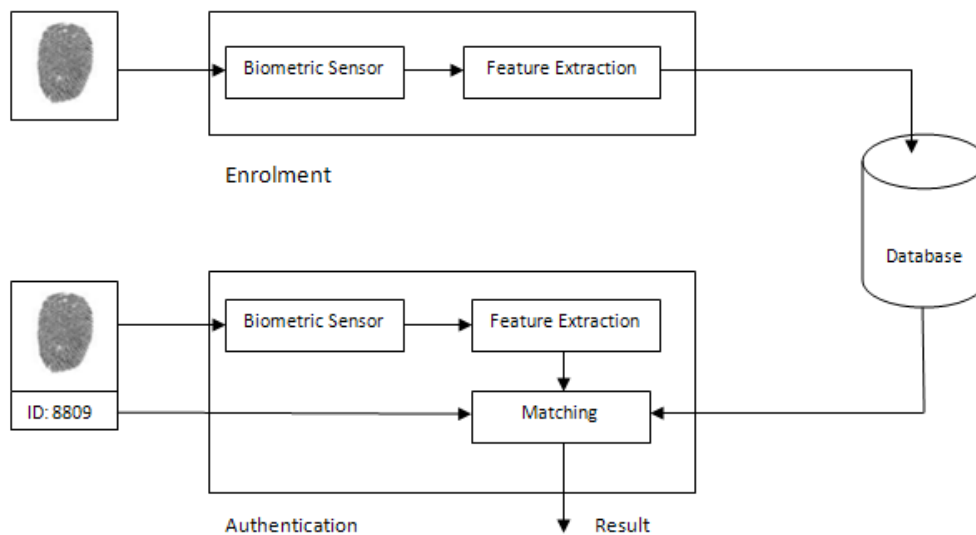 Biometric Sensor
Feature Extraction
Enrolment
Database
Biometric Sensor
Feature Extraction
ID: 8809
Matching
Authentication
Result